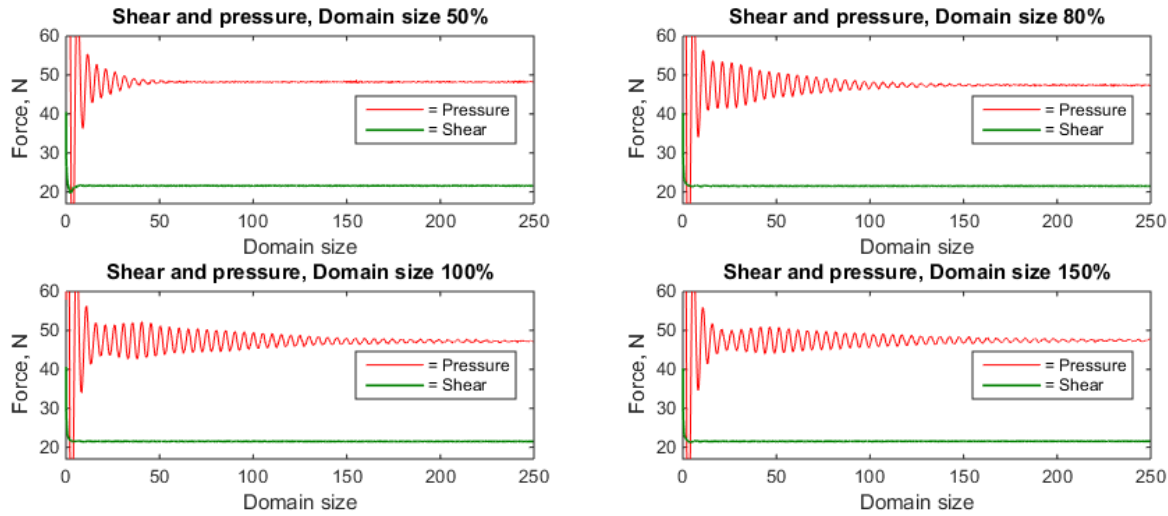 Shear and pressure, Domain size 50%
60
50
40
30
20
Force, N
= Pressure
= Shear
0 50 100 150 200 250
Domain size
Shear and pressure, Domain size 80%
60
50
40
30
20
Force, N
= Pressure
= Shear
0 50 100 150 200 250
Domain size
Shear and pressure, Domain size 100%
60
50
40
30
20
Force, N
= Pressure
= Shear
0 50 100 150 200 250
Domain size
Shear and pressure, Domain size 150%
60
50
40
30
20
Force, N
= Pressure
= Shear
0 50 100 150 200 250
Domain size